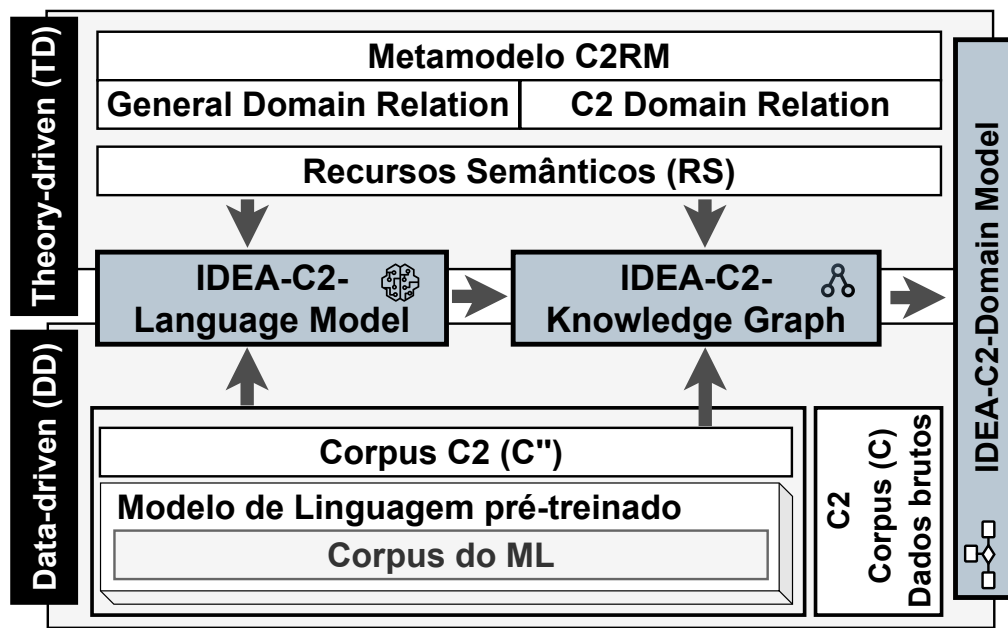 Theory-driven (TD)
Metamodelo C2RM
General Domain Relation
C2 Domain Relation
Recursos Semânticos (RS)
IDEA-C2-
Language Model
IDEA-C2-
Knowledge Graph
IDEA-C2-Domain Model
Data-driven (DD)
Corpus C2 (C")
Modelo de Linguagem pré-treinado
Corpus do ML
C2
Corpus (C)
Dados brutos